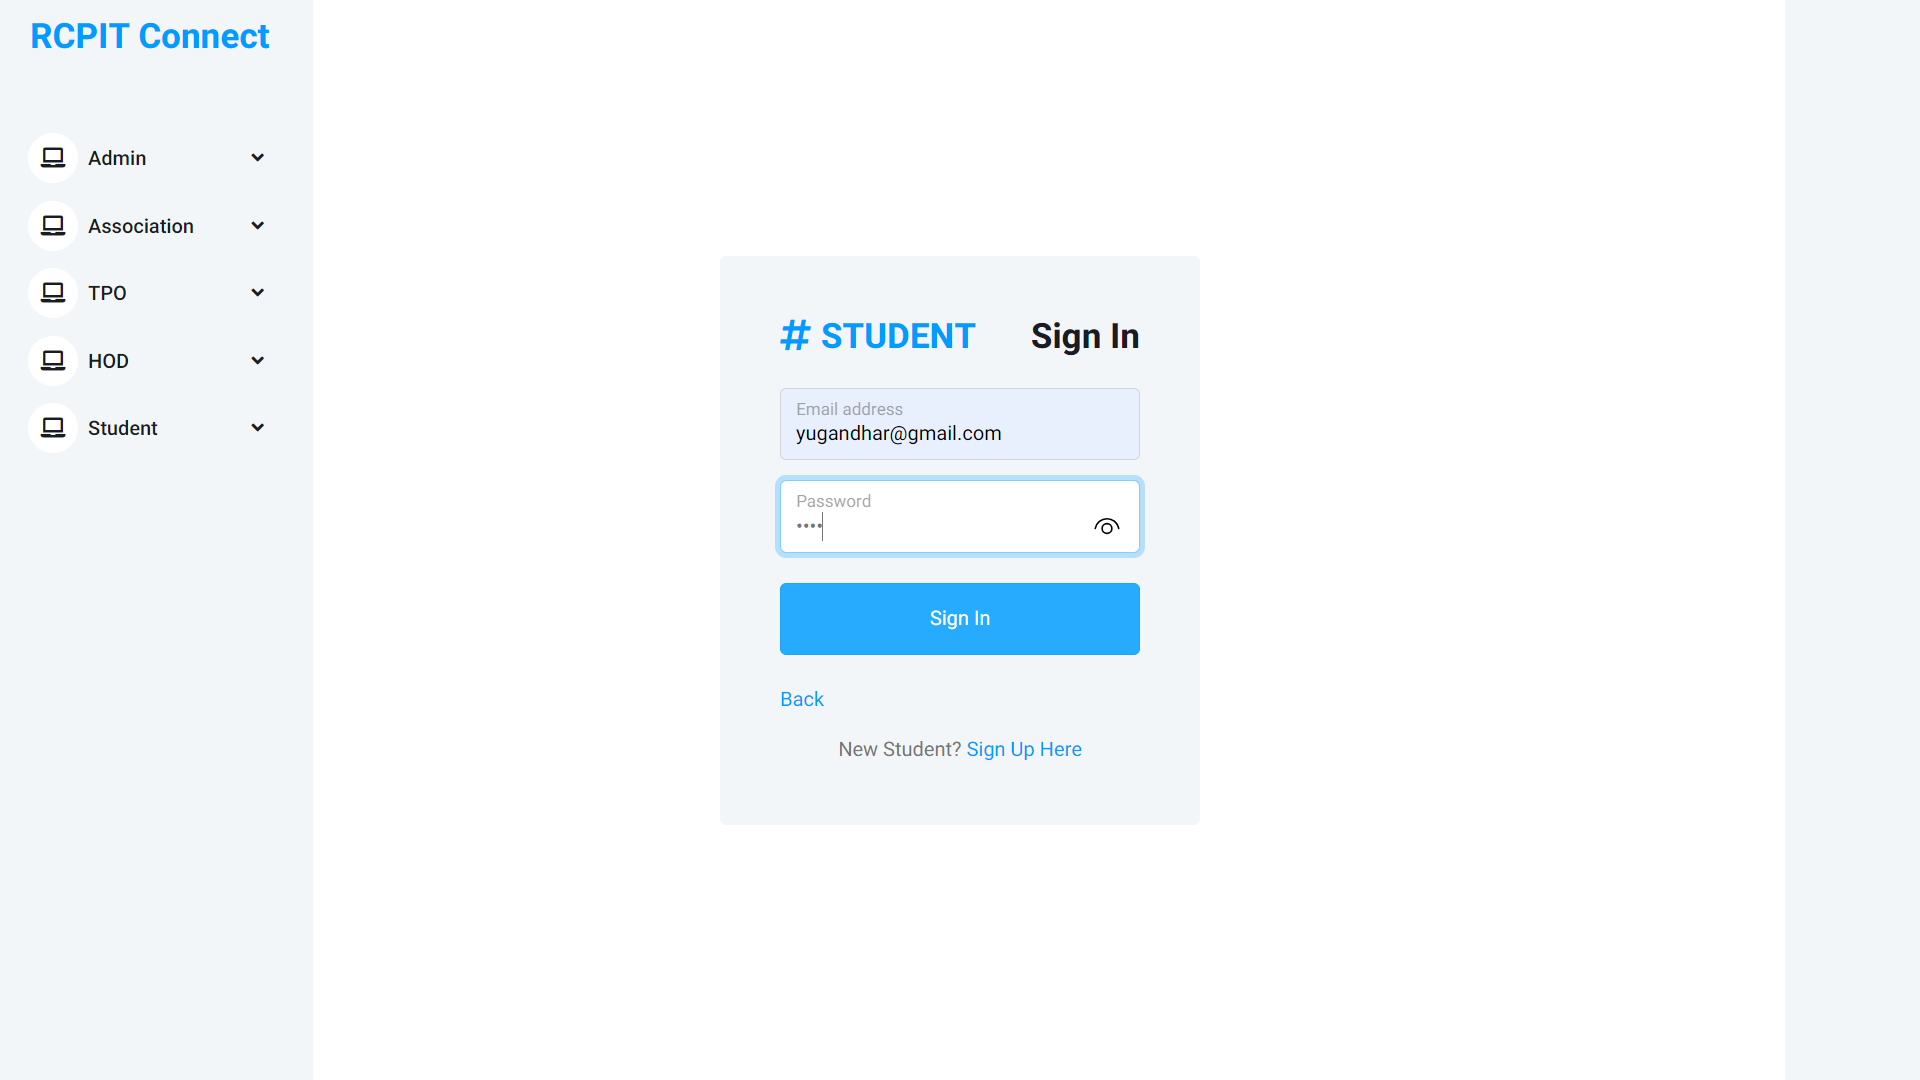 RCPIT Connect
Admin
Association
TPO
HOD
Student
# STUDENT Sign In
Email address
yugandhar@gmail.com
Password
••••
Sign In
Back
New Student? Sign Up Here